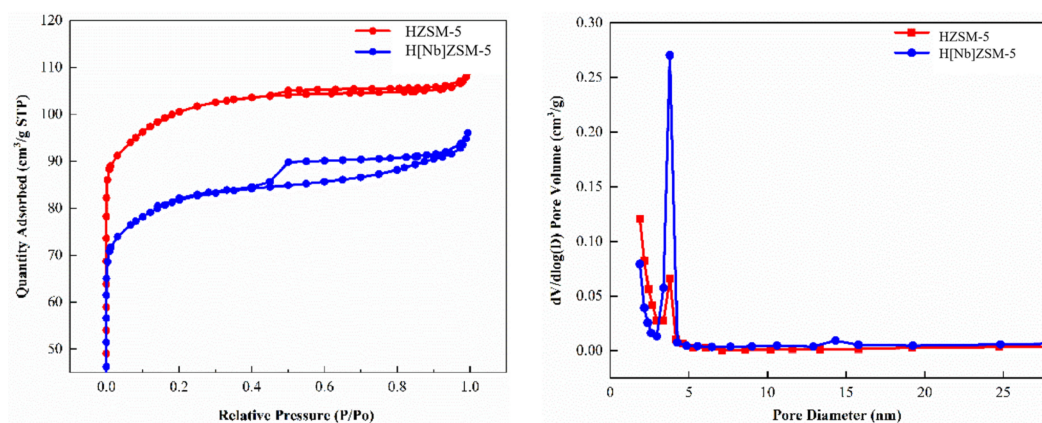 120
110
100
90
80
70
60
50
0.0 0.2 0.4 0.6 0.8 1.0
Quantity Adsorbed (cm³/g STP)
Relative Pressure (P/Po)
HZSM-5
H[Nb]ZSM-5
0.30
0.25
0.20
0.15
0.10
0.05
0.00
0 5 10 15 20 25
dV/dlog(D) Pore Volume (cm³/g)
Pore Diameter (nm)
HZSM-5
H[Nb]ZSM-5